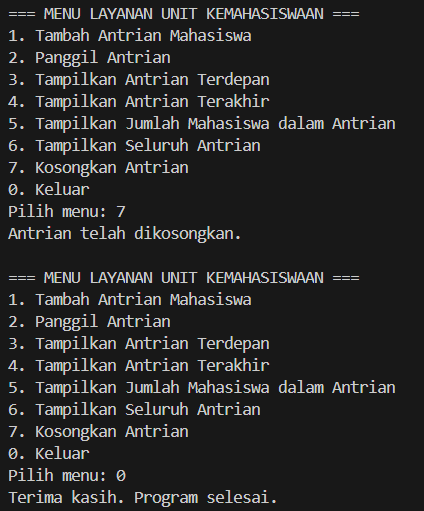 === MENU LAYANAN UNIT KEMAHASISWAAN ===
1. Tambah Antrian Mahasiswa
2. Panggil Antrian
3. Tampilkan Antrian Terdepan
4. Tampilkan Antrian Terakhir
5. Tampilkan Jumlah Mahasiswa dalam Antrian
6. Tampilkan Seluruh Antrian
7. Kosongkan Antrian
0. Keluar
Pilih menu: 7
Antrian telah dikosongkan.

=== MENU LAYANAN UNIT KEMAHASISWAAN ===
1. Tambah Antrian Mahasiswa
2. Panggil Antrian
3. Tampilkan Antrian Terdepan
4. Tampilkan Antrian Terakhir
5. Tampilkan Jumlah Mahasiswa dalam Antrian
6. Tampilkan Seluruh Antrian
7. Kosongkan Antrian
0. Keluar
Pilih menu: 0
Terima kasih. Program selesai.